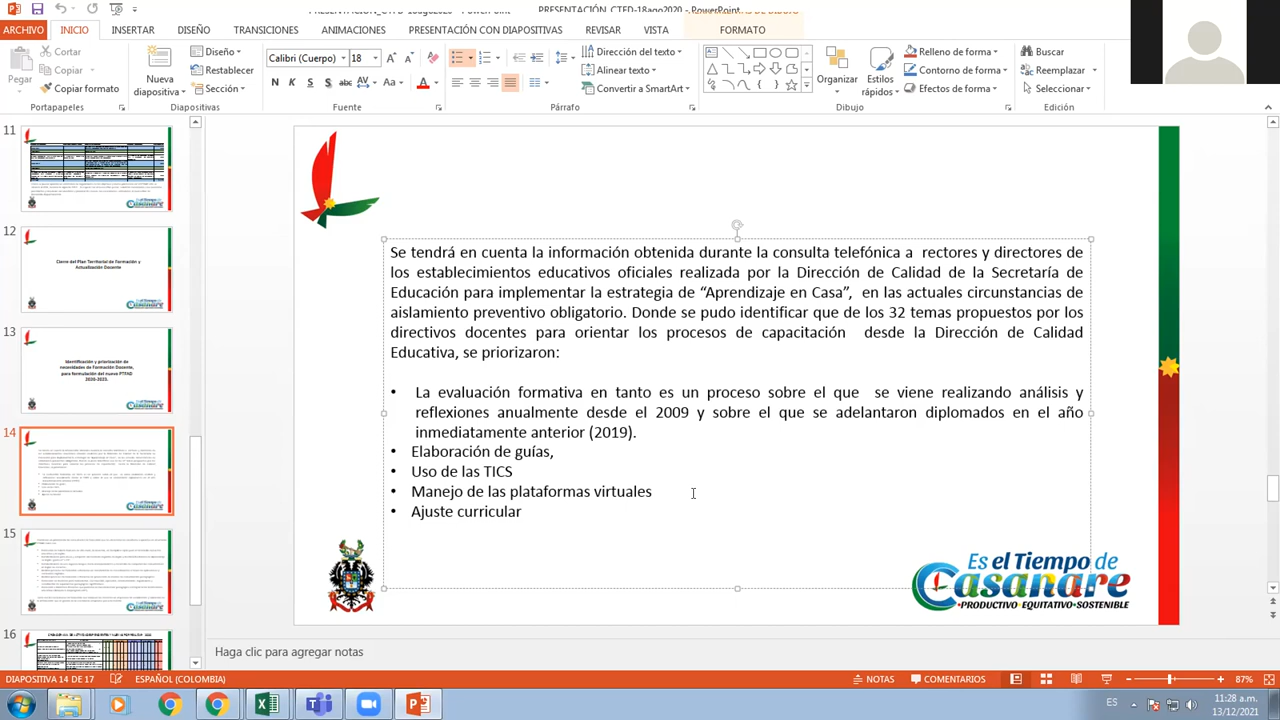 PRESENTACIÓN_CTFD-18ago2020 - PowerPoint
ARCHIVO INICIO INSERTAR DISEÑO TRANSICIONES ANIMACIONES PRESENTACIÓN CON DIAPOSITIVAS REVISAR VISTA FORMATO
Pegar
Cortar
Copiar
Copiar formato
Portapapeles
Nueva
diapositiva
Diseño
Restablecer
Sección
Diapositivas
Calibri (Cuerpo) 18
N K S abc AV Aa A
Fuente
Dirección del texto
Alinear texto
Convertir a SmartArt
Párrafo
Organizar
Estilos
rápidos
Relleno de forma
Contorno de forma
Efectos de forma
Dibujo
Buscar
Reemplazar
Seleccionar
Edición
11
12
Cierre del Plan Territorial de Formación y
Actualización Docente
13
Identificación y priorización de
necesidades de Formación Docente,
para formulación del nuevo PTFAD
2020-2023.
14
15
16
Se tendrá en cuenta la información obtenida durante la consulta telefónica a rectores y directores de
los establecimientos educativos oficiales realizada por la Dirección de Calidad de la Secretaría de
Educación para implementar la estrategia de “Aprendizaje en Casa”, en las actuales circunstancias de
aislamiento preventivo obligatorio. Donde se pudo identificar que de los 32 temas propuestos por los
directivos docentes para orientar los procesos de capacitación desde la Dirección de Calidad
Educativa, se priorizaron:
• La evaluación formativa en tanto es un proceso sobre el que se viene realizando análisis y
reflexiones anualmente desde el 2009 y sobre el que se adelantaron diplomados en el año
inmediatamente anterior (2019).
• Elaboración de guías,
• Uso de las TICS
• Manejo de las plataformas virtuales
• Ajuste curricular
Es el Tiempo de
Casanare
PRODUCTIVO•EQUITATIVO•SOSTENIBLE
Haga clic para agregar notas
DIAPOSITIVA 14 DE 17 ESPAÑOL (COLOMBIA) NOTAS COMENTARIOS 87%
ES 11:28 a.m.
13/12/2021